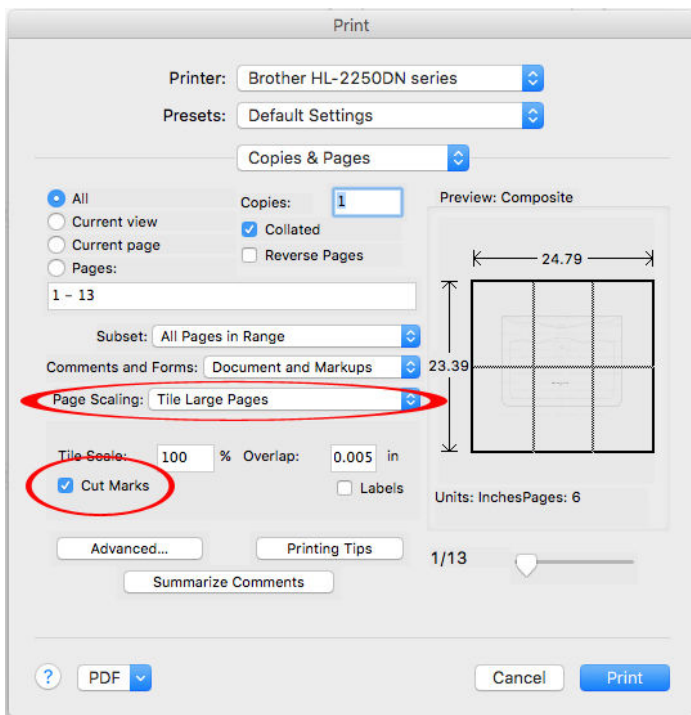 Print
Printer: Brother HL-2250DN series
Presets: Default Settings
Copies & Pages
All
Current view
Current page
Pages:
1 – 13
Copies: 1
Collated
Reverse Pages
Subset: All Pages in Range
Comments and Forms: Document and Markups
Page Scaling: Tile Large Pages
Tile Scale: 100 % Overlap: 0.005 in
Cut Marks
Labels
Advanced...
Printing Tips
Summarize Comments
Preview: Composite
24.79
23.39
Units: InchesPages: 6
1/13
? PDF
Cancel
Print